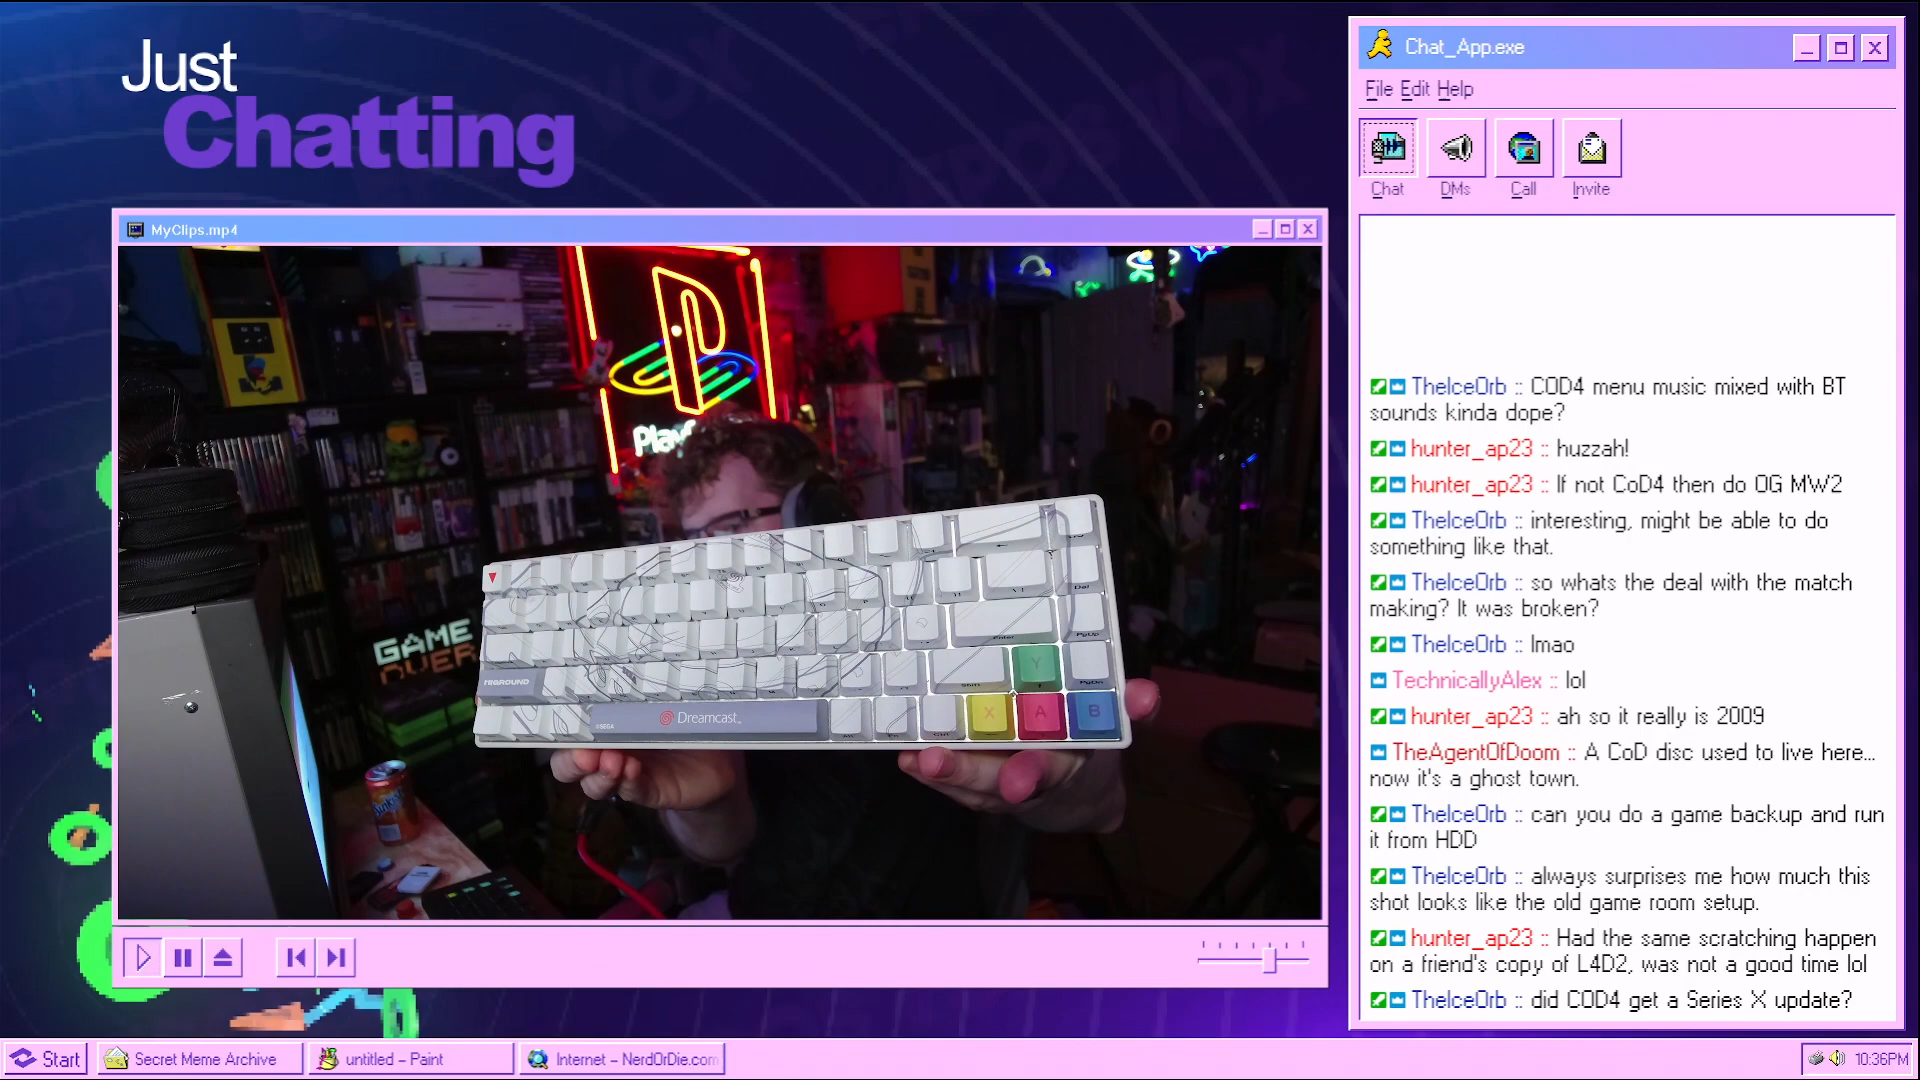 Just
Chatting
MyClips.mp4
Play
GAME
OVER
HIGROUND
©SEGA
Dreamcast
Enter
Shift
Del
PgUp
PgDn
Y
X
A
B
Chat_App.exe
File Edit Help
Chat DMs Call Invite
TheIceOrb :: COD4 menu music mixed with BT
sounds kinda dope?
hunter_ap23 :: huzzah!
hunter_ap23 :: If not CoD4 then do OG MW2
TheIceOrb :: interesting, might be able to do
something like that.
TheIceOrb :: so whats the deal with the match
making? It was broken?
TheIceOrb :: lmao
TechnicallyAlex :: lol
hunter_ap23 :: ah so it really is 2009
TheAgentOfDoom :: A CoD disc used to live here...
now it's a ghost town.
TheIceOrb :: can you do a game backup and run
it from HDD
TheIceOrb :: always surprises me how much this
shot looks like the old game room setup.
hunter_ap23 :: Had the same scratching happen
on a friend's copy of L4D2, was not a good time lol
TheIceOrb :: did COD4 get a Series X update?
Start
Secret Meme Archive
untitled - Paint
Internet - NerdOrDie.com
10:36PM